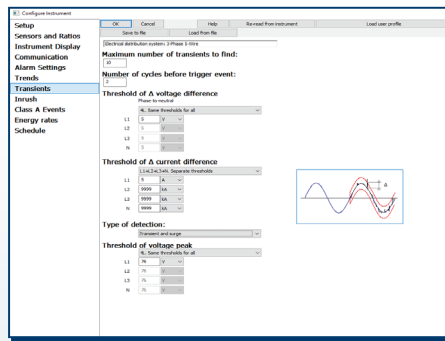 Configure Instrument
Setup
Sensors and Ratios
Instrument Display
Communication
Alarm Settings
Trends
Transients
Inrush
Class A Events
Energy rates
Schedule
OK Cancel Help Re-read from instrument Load user profile
Save to file Load from file
Electrical distribution system: 3-Phase 5-Wire
Maximum number of transients to find:
10
Number of cycles before trigger event:
2
Threshold of Δ voltage difference
Phase-to-neutral
4L. Same thresholds for all
L1 5 V
L2 5 V
L3 5 V
N 5 V
Threshold of Δ current difference
L1+L2+L3+N. Separate thresholds
L1 5 A
L2 9999 kA
L3 9999 kA
N 9999 kA
Δ
Type of detection:
Transient and surge
Threshold of voltage peak
4L. Same thresholds for all
L1 76 V
L2 76 V
L3 76 V
N 76 V